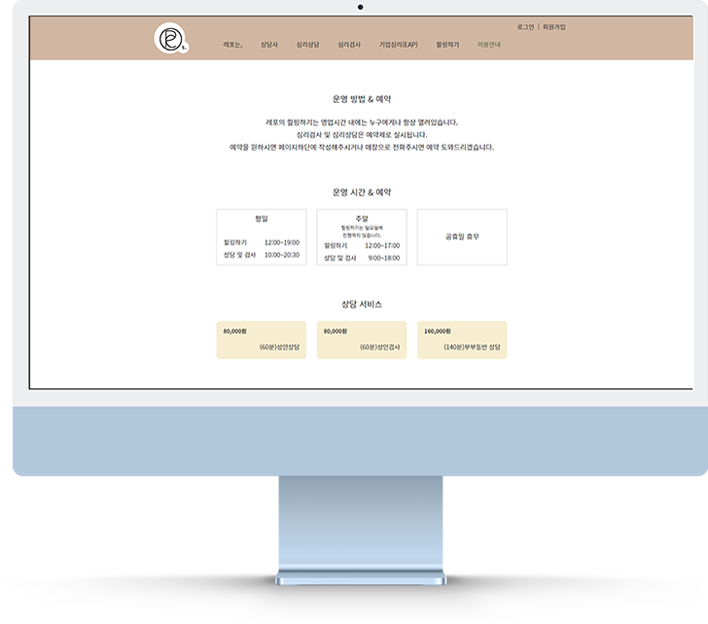 로그인 | 회원가입
레포는, 상담사 심리상담 심리검사 기업심리(EAP) 힐링하기 이용안내
운영 방법 & 예약
레포의 힐링하기는 영업시간 내에는 누구에게나 항상 열려있습니다.
심리검사 및 심리상담은 예약제로 실시됩니다.
예약을 원하시면 페이지하단에 작성해주시거나 매장으로 전화주시면 예약 도와드리겠습니다.
운영 시간 & 예약
평일
힐링하기 12:00~19:00
상담 및 검사 10:00~20:30
주말
힐링하기는 일요일에
진행하지 않습니다.
힐링하기 12:00~17:00
상담 및 검사 9:00~18:00
공휴일 휴무
상담 서비스
80,000원
(60분)성인상담
80,000원
(60분)성인검사
160,000원
(140분)부부동반 상담